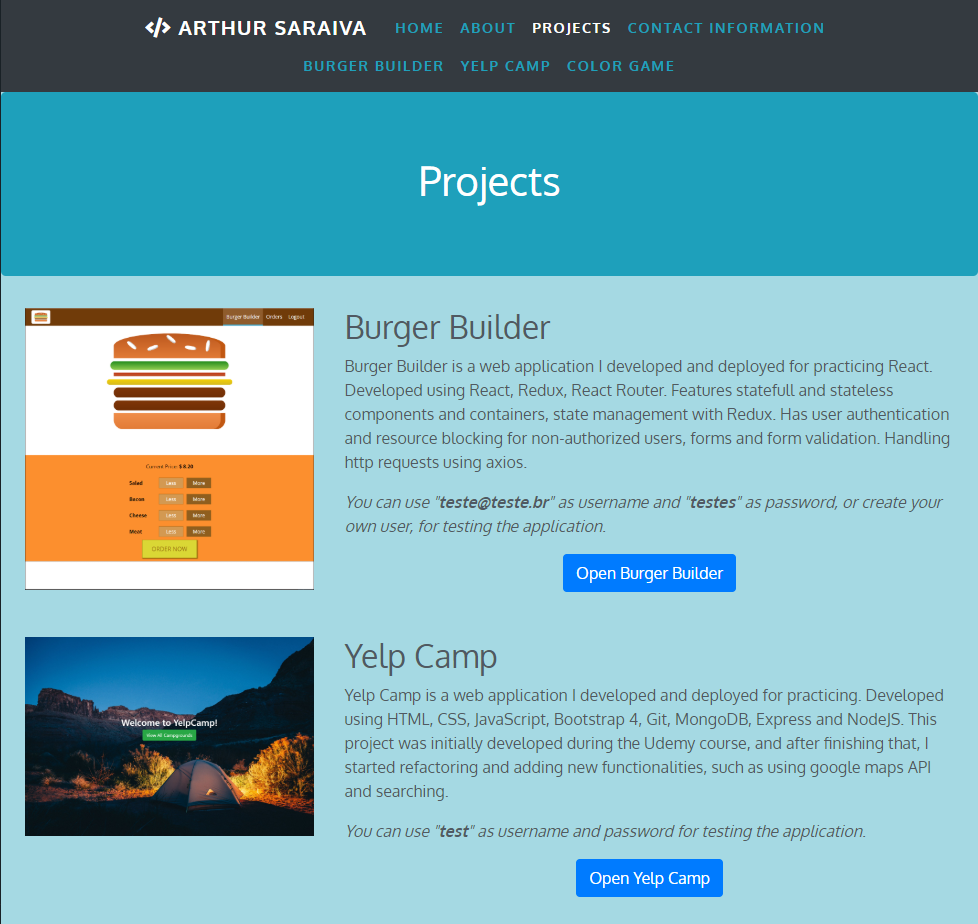 </> ARTHUR SARAIVA HOME ABOUT PROJECTS CONTACT INFORMATION
BURGER BUILDER YELP CAMP COLOR GAME
Projects
Burger Builder Orders Logout
Current Price: $ 8.20
Salad Less More
Bacon Less More
Cheese Less More
Meat Less More
ORDER NOW
Burger Builder
Burger Builder is a web application I developed and deployed for practicing React.
Developed using React, Redux, React Router. Features statefull and stateless
components and containers, state management with Redux. Has user authentication
and resource blocking for non-authorized users, forms and form validation. Handling
http requests using axios.
You can use "teste@teste.br" as username and "testes" as password, or create your
own user, for testing the application.
Open Burger Builder
Welcome to YelpCamp!
View All Campgrounds
Yelp Camp
Yelp Camp is a web application I developed and deployed for practicing. Developed
using HTML, CSS, JavaScript, Bootstrap 4, Git, MongoDB, Express and NodeJS. This
project was initially developed during the Udemy course, and after finishing that, I
started refactoring and adding new functionalities, such as using google maps API
and searching.
You can use "test" as username and password for testing the application.
Open Yelp Camp